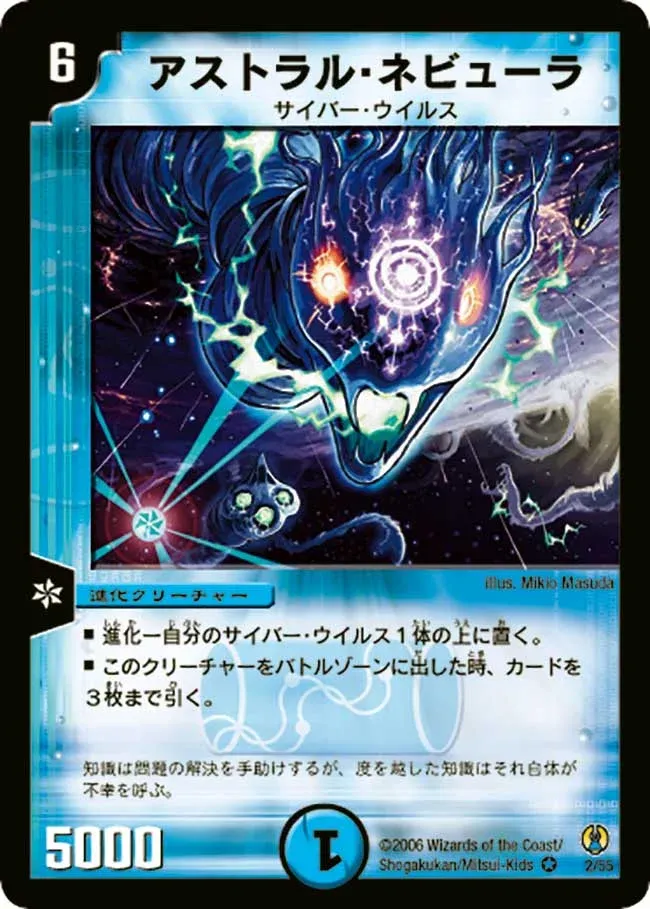 6
アストラル・ネビューラ
サイバー・ウイルス
illus. Mikio Masuda
進化クリーチャー
■ 進化ー自分のサイバー・ウイルス1体の上に置く。
■ このクリーチャーをバトルゾーンに出した時、カードを
3枚まで引く。
知識は問題の解決を手助けするが、度を越した知識はそれ自体が
不幸を呼ぶ。
5000
1
©2006 Wizards of the Coast/
Shogakukan/Mitsui-Kids
2/55